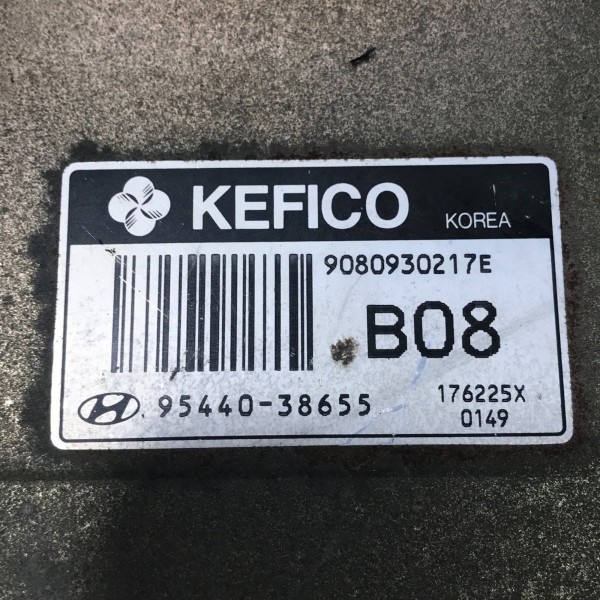 KEFICO KOREA
9080930217E
B08
95440-38655
176225X
0149